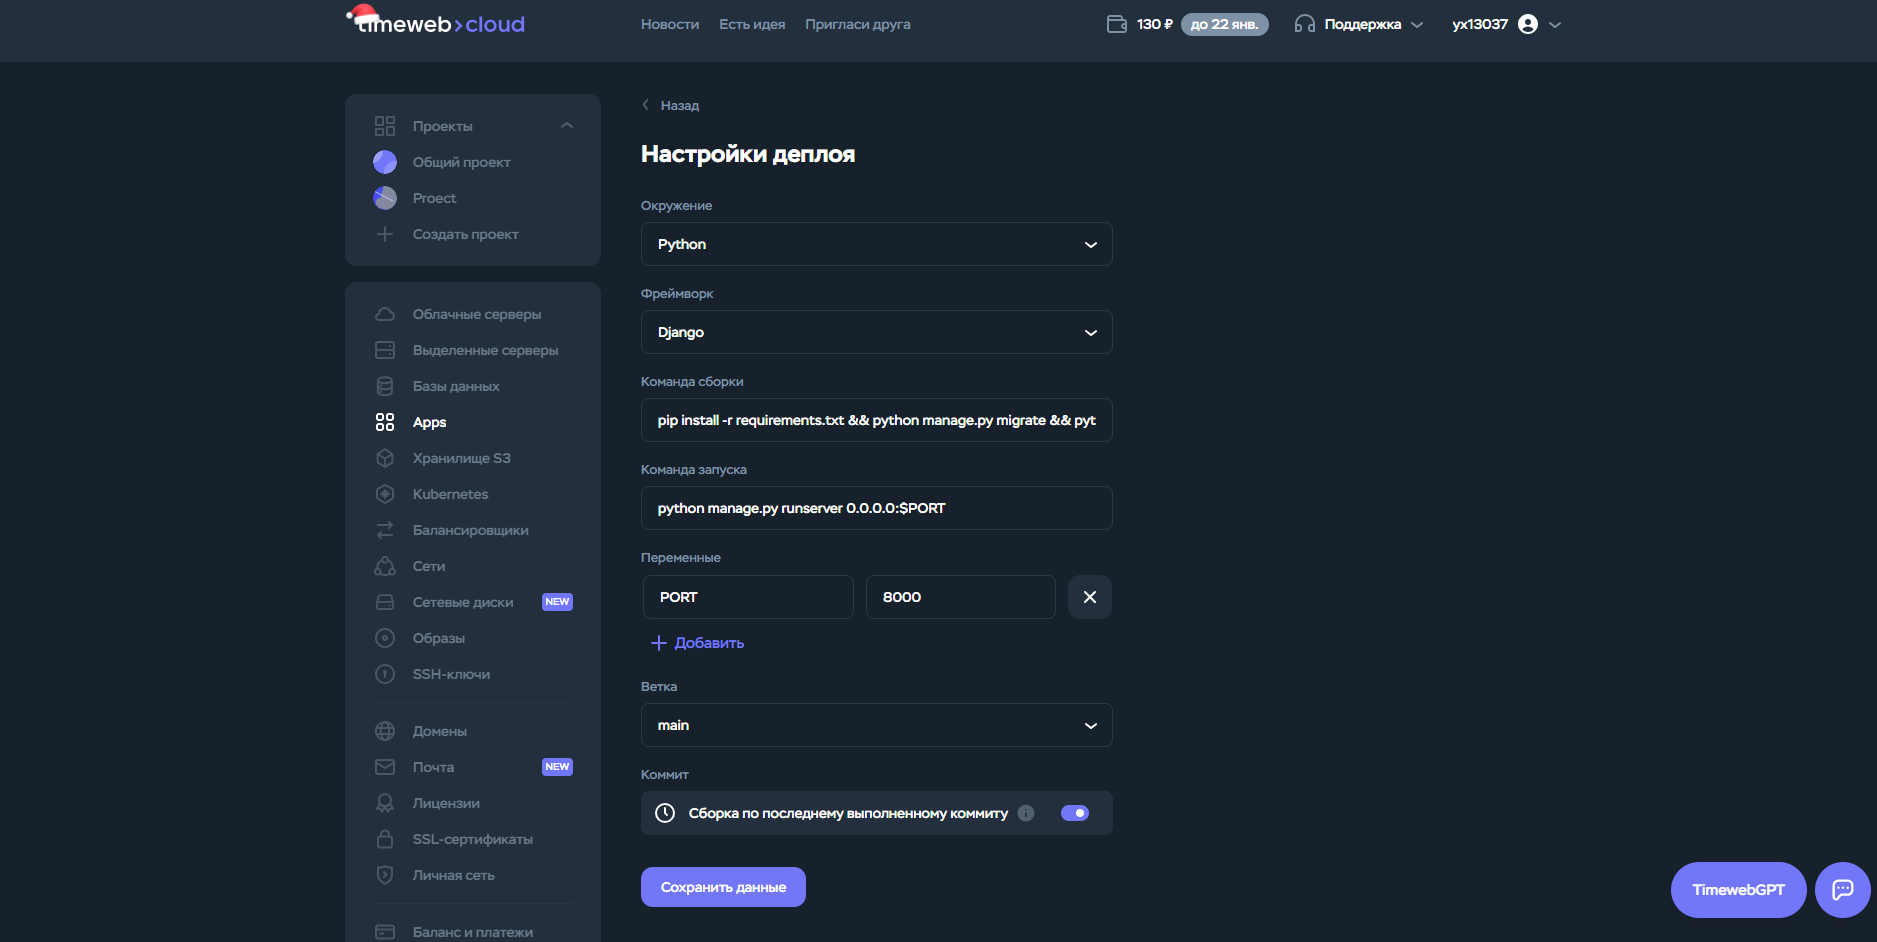 timeweb>cloud
Новости Есть идея Пригласи друга
130 ₽ до 22 янв. Поддержка yx13037
Проекты
Общий проект
Proect
Создать проект
Облачные серверы
Выделенные серверы
Базы данных
Apps
Хранилище S3
Kubernetes
Балансировщики
Сети
Сетевые диски NEW
Образы
SSH-ключи
Домены
Почта NEW
Лицензии
SSL-сертификаты
Личная сеть
Баланс и платежи
Назад
Настройки деплоя
Окружение
Python
Фреймворк
Django
Команда сборки
pip install -r requirements.txt && python manage.py migrate && pyt
Команда запуска
python manage.py runserver 0.0.0.0:$PORT
Переменные
PORT 8000
Добавить
Ветка
main
Коммит
Сборка по последнему выполненному коммиту
Сохранить данные
TimewebGPT